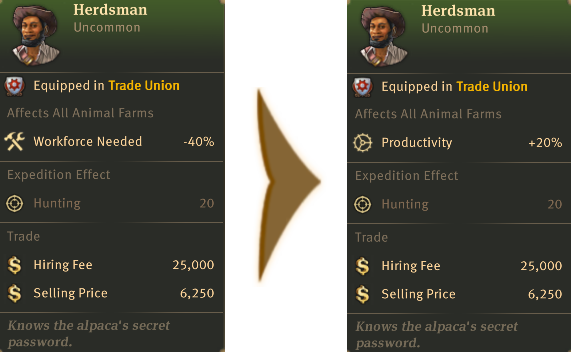 Herdsman
Uncommon
Equipped in Trade Union
Affects All Animal Farms
Workforce Needed -40%
Expedition Effect
Hunting 20
Trade
Hiring Fee 25,000
Selling Price 6,250
Knows the alpaca's secret
password.
Herdsman
Uncommon
Equipped in Trade Union
Affects All Animal Farms
Productivity +20%
Expedition Effect
Hunting 20
Trade
Hiring Fee 25,000
Selling Price 6,250
Knows the alpaca's secret
password.